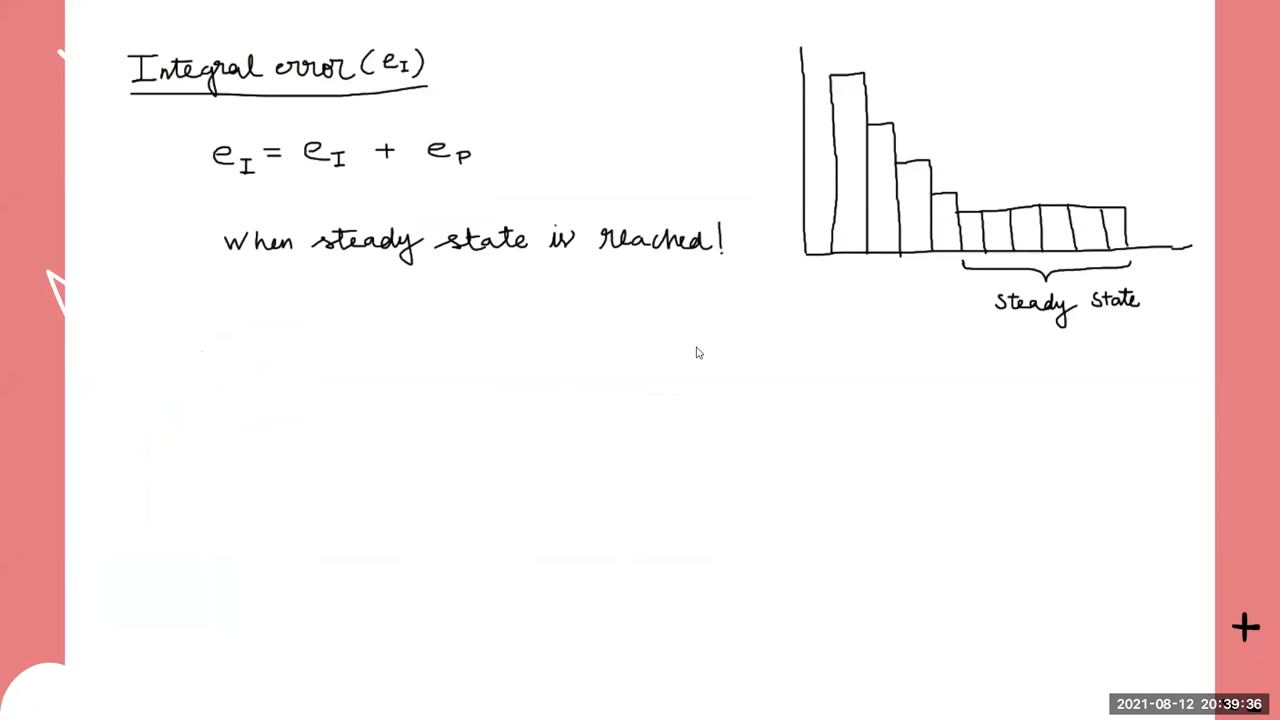 Integral error (eI)
eI = eI + eP
When steady state is reached!
Steady State
2021-08-12 20:39:36